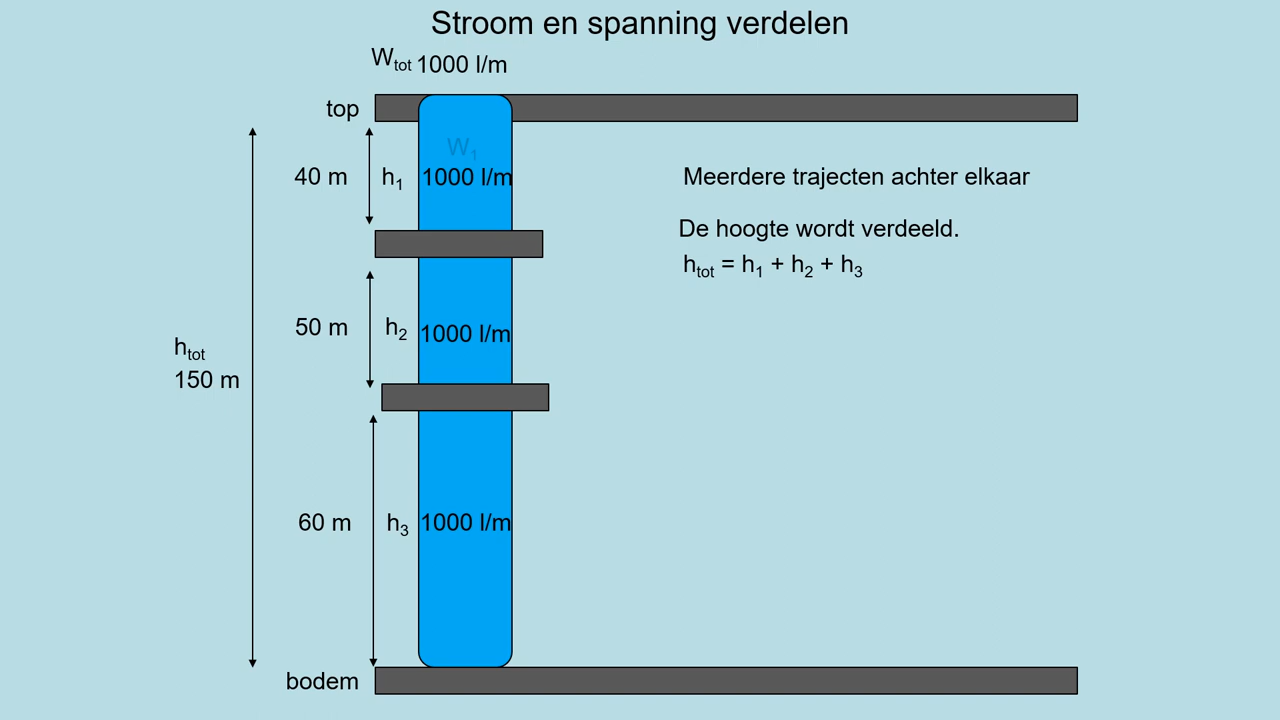 Stroom en spanning verdelen
Wtot 1000 l/m
top
W1
40 m h1 1000 l/m
Meerdere trajecten achter elkaar
De hoogte wordt verdeeld.
htot = h1 + h2 + h3
50 m h2 1000 l/m
htot
150 m
60 m h3 1000 l/m
bodem